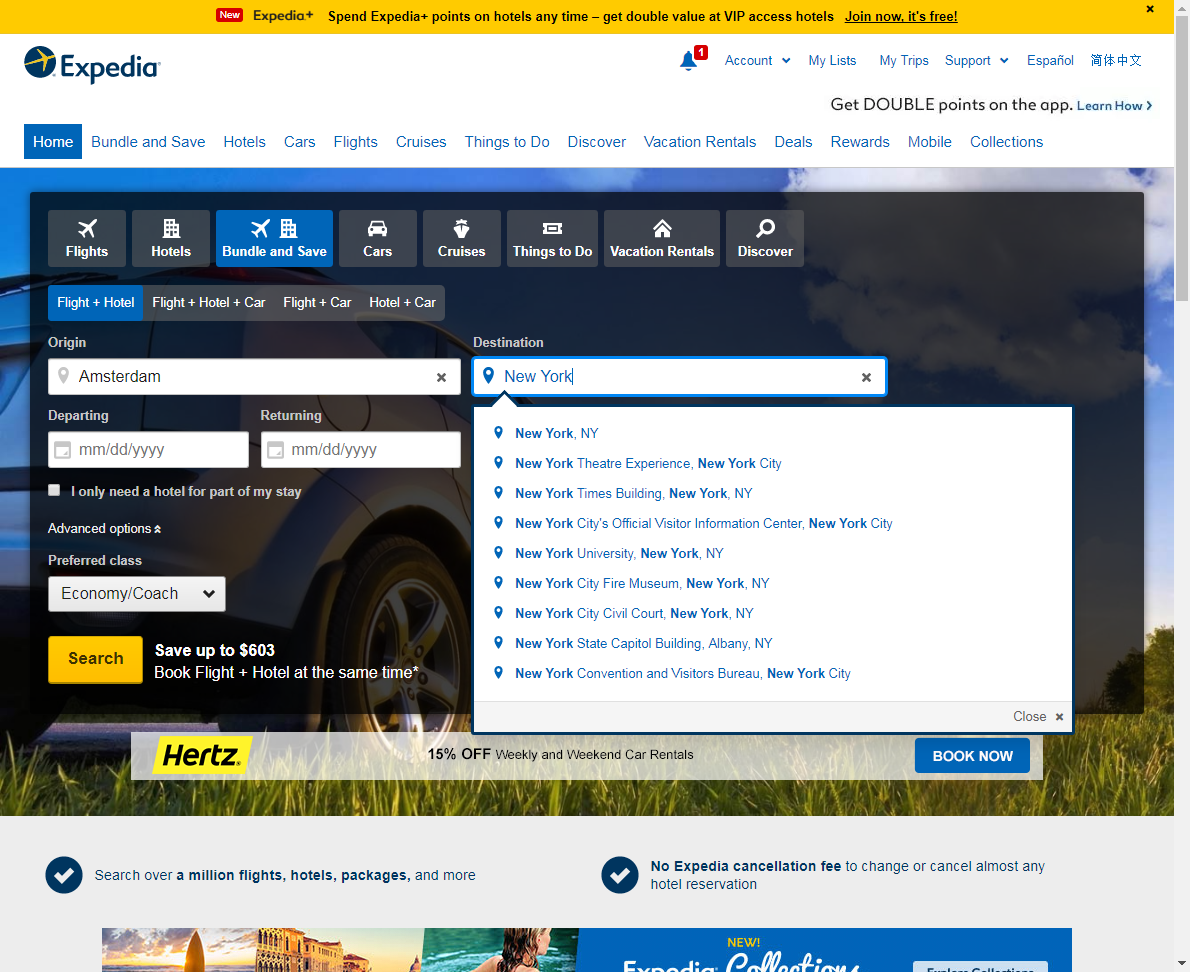 New Expedia+ Spend Expedia+ points on hotels any time – get double value at VIP access hotels Join now, it's free!
Expedia
1 Account My Lists My Trips Support Español 简体中文
Get DOUBLE points on the app. Learn How
Home Bundle and Save Hotels Cars Flights Cruises Things to Do Discover Vacation Rentals Deals Rewards Mobile Collections
Flights Hotels Bundle and Save Cars Cruises Things to Do Vacation Rentals Discover
Flight + Hotel Flight + Hotel + Car Flight + Car Hotel + Car
Origin Destination
Amsterdam New York
Departing Returning
mm/dd/yyyy mm/dd/yyyy
I only need a hotel for part of my stay
Advanced options
Preferred class
Economy/Coach
Search
Save up to $603
Book Flight + Hotel at the same time*
New York, NY
New York Theatre Experience, New York City
New York Times Building, New York, NY
New York City's Official Visitor Information Center, New York City
New York University, New York, NY
New York City Fire Museum, New York, NY
New York City Civil Court, New York, NY
New York State Capitol Building, Albany, NY
New York Convention and Visitors Bureau, New York City
Close
Hertz. 15% OFF Weekly and Weekend Car Rentals BOOK NOW
Search over a million flights, hotels, packages, and more
No Expedia cancellation fee to change or cancel almost any
hotel reservation
NEW!
Expedia Collections
Explore Collections